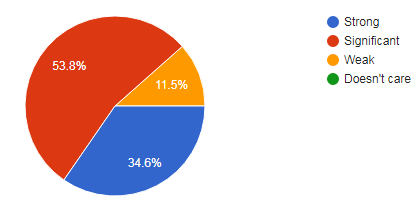 Strong
Significant
Weak
Doesn't care
53.8%
11.5%
34.6%